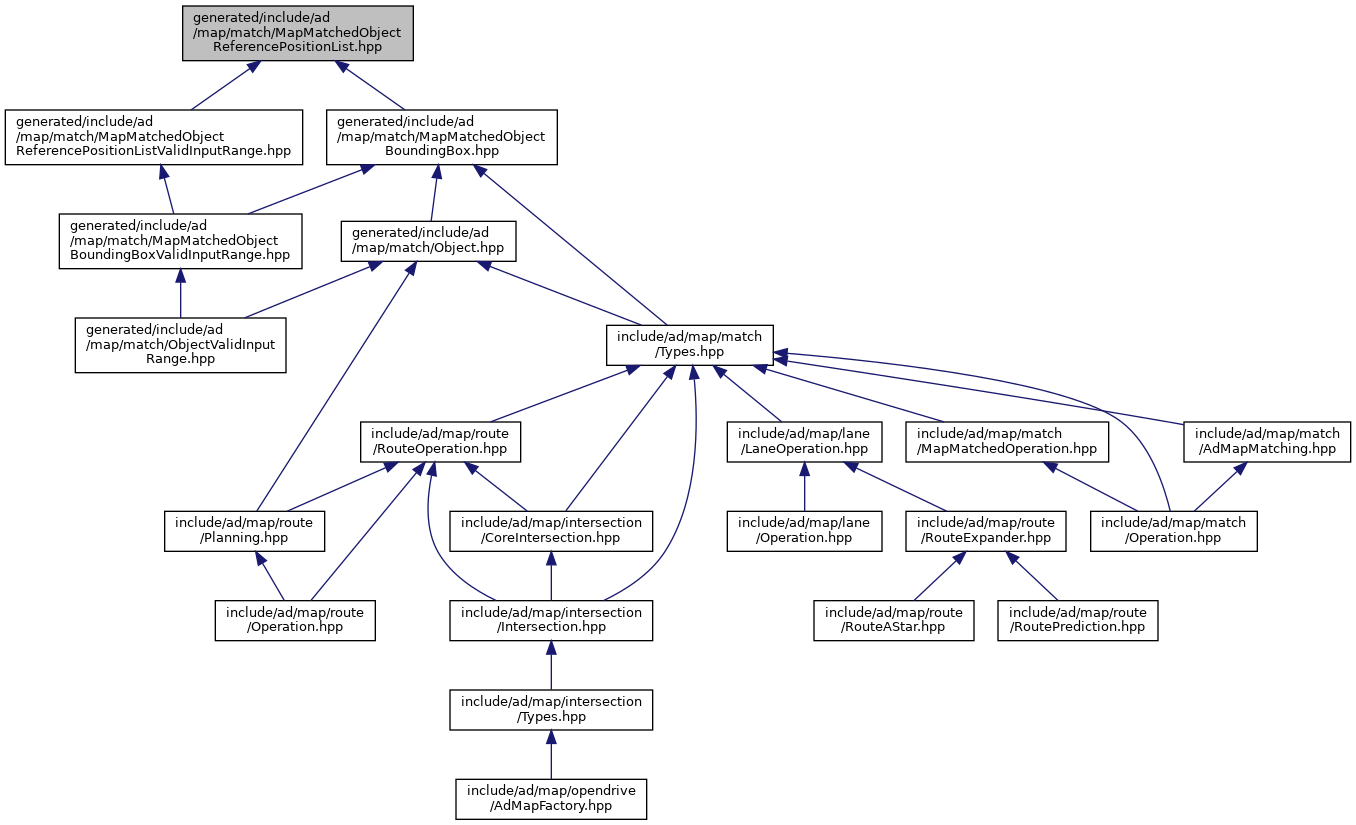 generated/include/ad
/map/match/MapMatchedObject
ReferencePositionList.hpp
generated/include/ad
/map/match/MapMatchedObject
ReferencePositionListValidInputRange.hpp
generated/include/ad
/map/match/MapMatchedObject
BoundingBox.hpp
generated/include/ad
/map/match/MapMatchedObject
BoundingBoxValidInputRange.hpp
generated/include/ad
/map/match/Object.hpp
generated/include/ad
/map/match/ObjectValidInput
Range.hpp
include/ad/map/match
/Types.hpp
include/ad/map/route
/RouteOperation.hpp
include/ad/map/lane
/LaneOperation.hpp
include/ad/map/match
/MapMatchedOperation.hpp
include/ad/map/match
/AdMapMatching.hpp
include/ad/map/route
/Planning.hpp
include/ad/map/intersection
/CoreIntersection.hpp
include/ad/map/lane
/Operation.hpp
include/ad/map/route
/RouteExpander.hpp
include/ad/map/match
/Operation.hpp
include/ad/map/route
/Operation.hpp
include/ad/map/intersection
/Intersection.hpp
include/ad/map/route
/RouteAStar.hpp
include/ad/map/route
/RoutePrediction.hpp
include/ad/map/intersection
/Types.hpp
include/ad/map/opendrive
/AdMapFactory.hpp